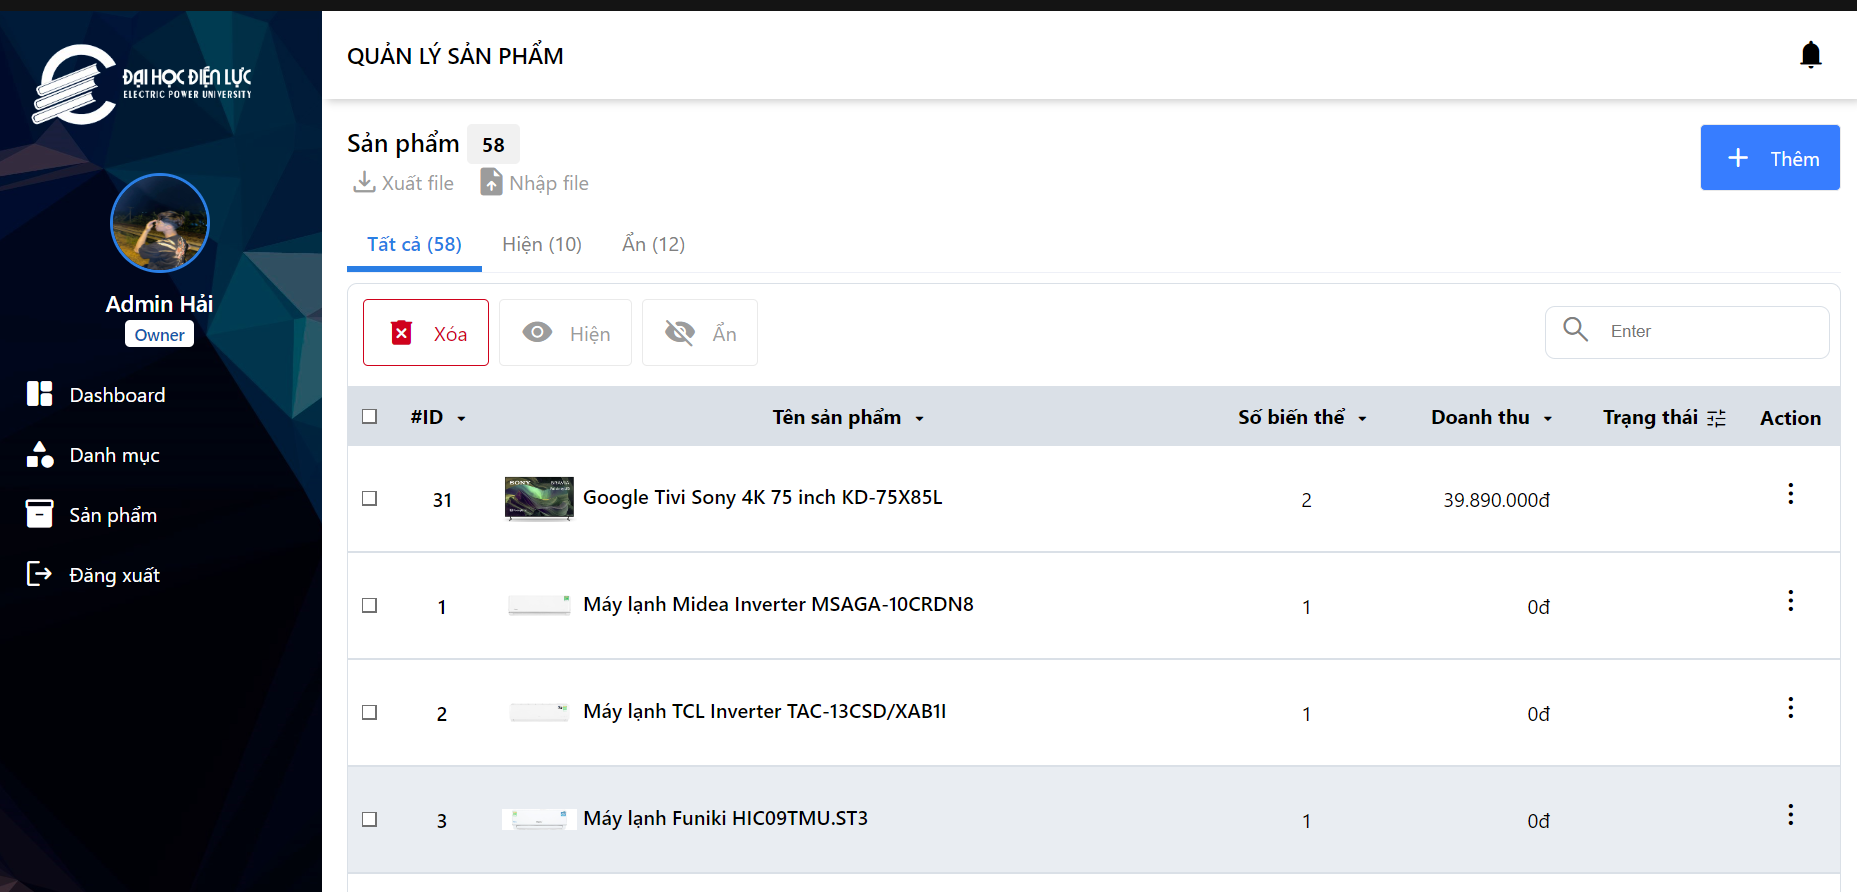 ĐẠI HỌC ĐIỆN LỰC
ELECTRIC POWER UNIVERSITY
Admin Hải
Owner
Dashboard
Danh mục
Sản phẩm
Đăng xuất
QUẢN LÝ SẢN PHẨM
Sản phẩm 58
Xuất file Nhập file
Thêm
Tất cả (58) Hiện (10) Ẩn (12)
Xóa Hiện Ẩn Enter
#ID Tên sản phẩm Số biến thể Doanh thu Trạng thái Action
31 SONY Google Tivi Sony 4K 75 inch KD-75X85L 2 39.890.000đ
1 Máy lạnh Midea Inverter MSAGA-10CRDN8 1 0đ
2 Máy lạnh TCL Inverter TAC-13CSD/XAB1I 1 0đ
3 Máy lạnh Funiki HIC09TMU.ST3 1 0đ